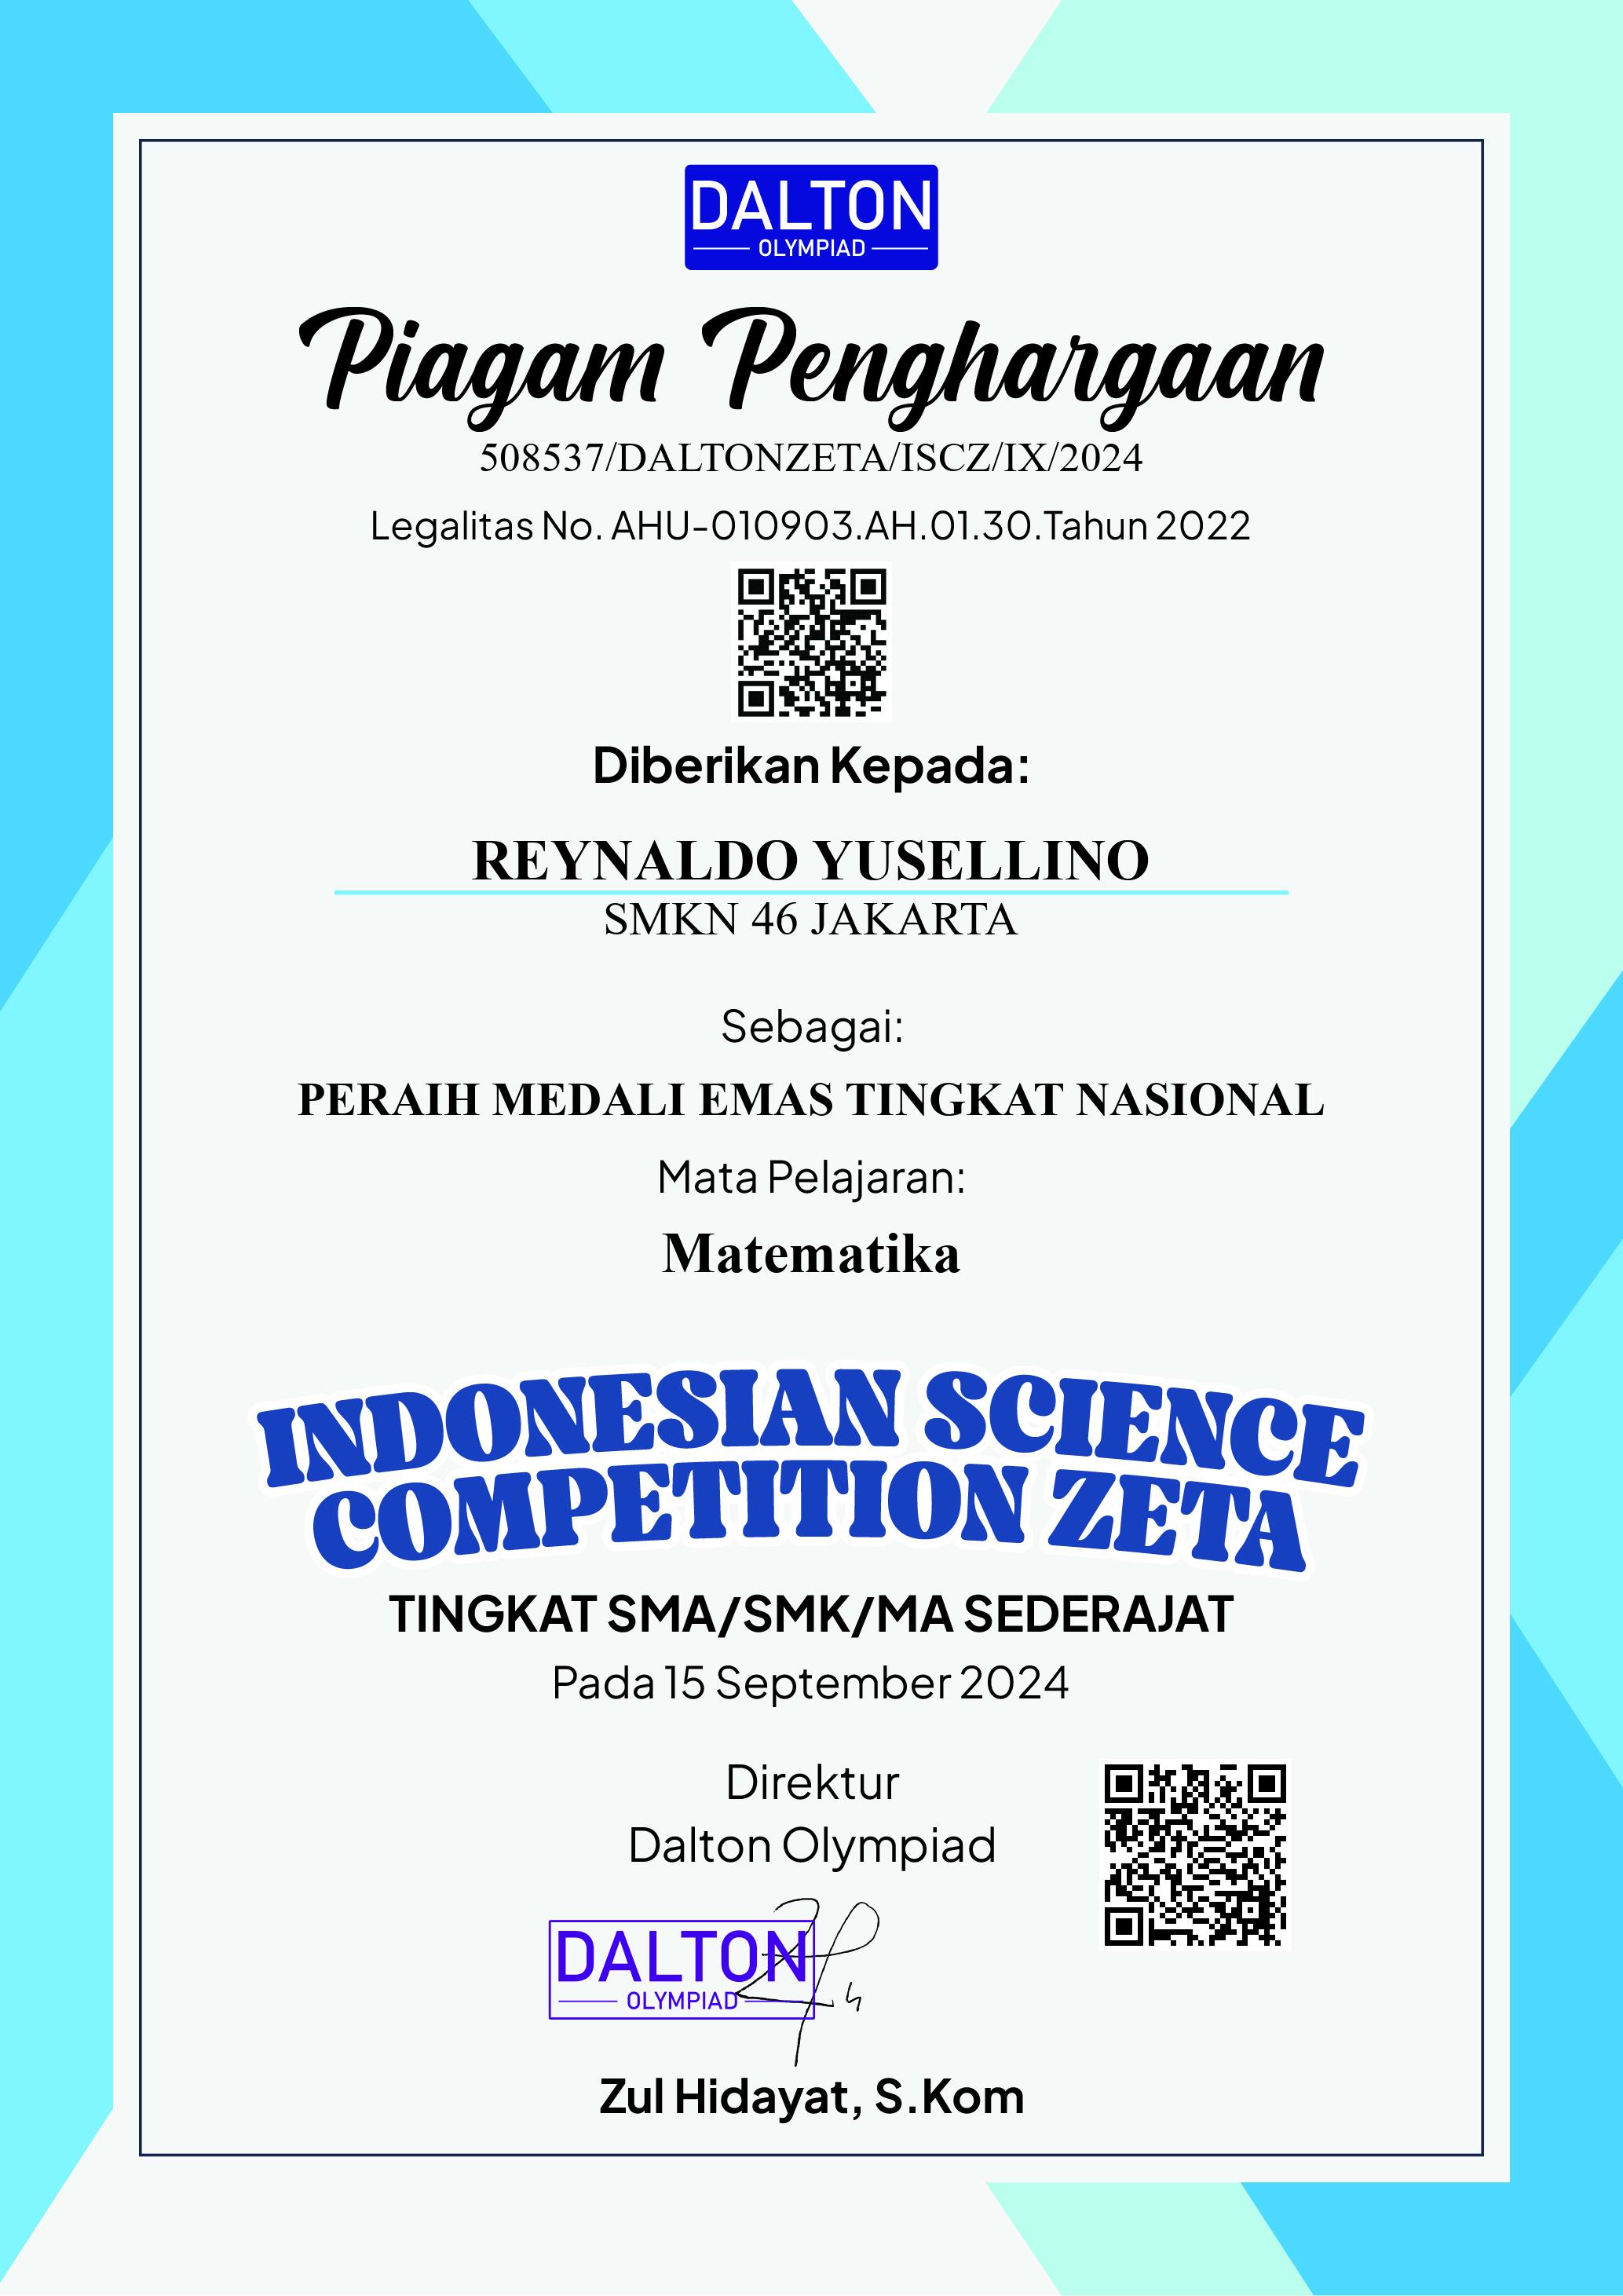 DALTON
OLYMPIAD
Piagam Penghargaan
508537/DALTONZETA/ISCZ/IX/2024
Legalitas No. AHU-010903.AH.01.30.Tahun 2022
Diberikan Kepada:
REYNALDO YUSELLINO
SMKN 46 JAKARTA
Sebagai:
PERAIH MEDALI EMAS TINGKAT NASIONAL
Mata Pelajaran:
Matematika
INDONESIAN SCIENCE
COMPETITION ZETA
TINGKAT SMA/SMK/MA SEDERAJAT
Pada 15 September 2024
Direktur
Dalton Olympiad
DALTON
OLYMPIAD
Zul Hidayat, S.Kom